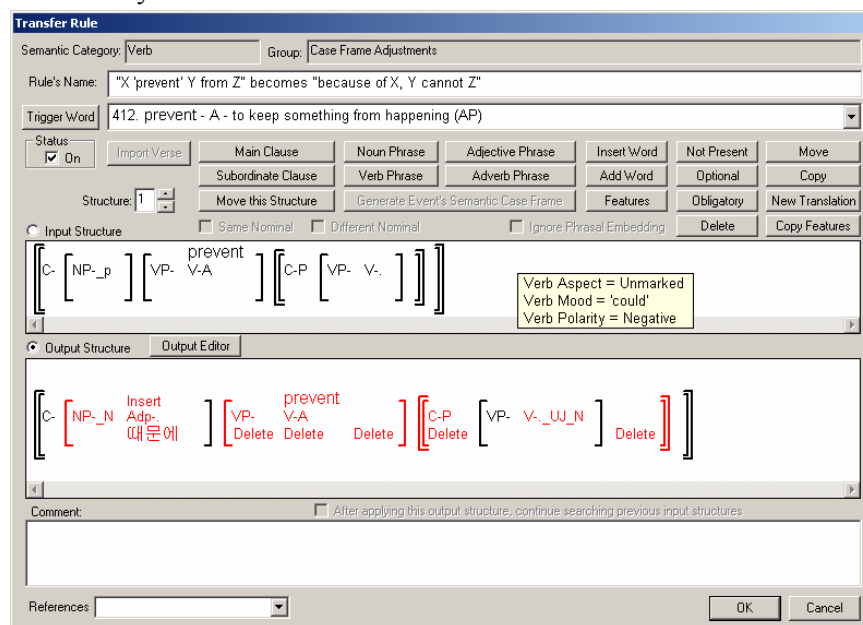 Transfer Rule
Semantic Category: Verb Group: Case Frame Adjustments
Rule's Name: "X 'prevent' Y from Z" becomes "because of X, Y cannot Z"
Trigger Word 412. prevent - A - to keep something from happening (AP)
Status
On Import Verse Main Clause Noun Phrase Adjective Phrase Insert Word Not Present Move
Subordinate Clause Verb Phrase Adverb Phrase Add Word Optional Copy
Structure: 1 Move this Structure Generate Event's Semantic Case Frame Features Obligatory New Translation
Input Structure Same Nominal Different Nominal Ignore Phrasal Embedding Delete Copy Features
prevent
C- NP-_p VP- V-A C-P VP- V-.
Verb Aspect = Unmarked
Verb Mood = 'could'
Verb Polarity = Negative
Output Structure Output Editor
Insert prevent
C- NP-_N Adp-. VP- V-A C-P VP- V-._UJ_N
때문에 Delete Delete Delete Delete Delete
Comment: After applying this output structure, continue searching previous input structures
References OK Cancel